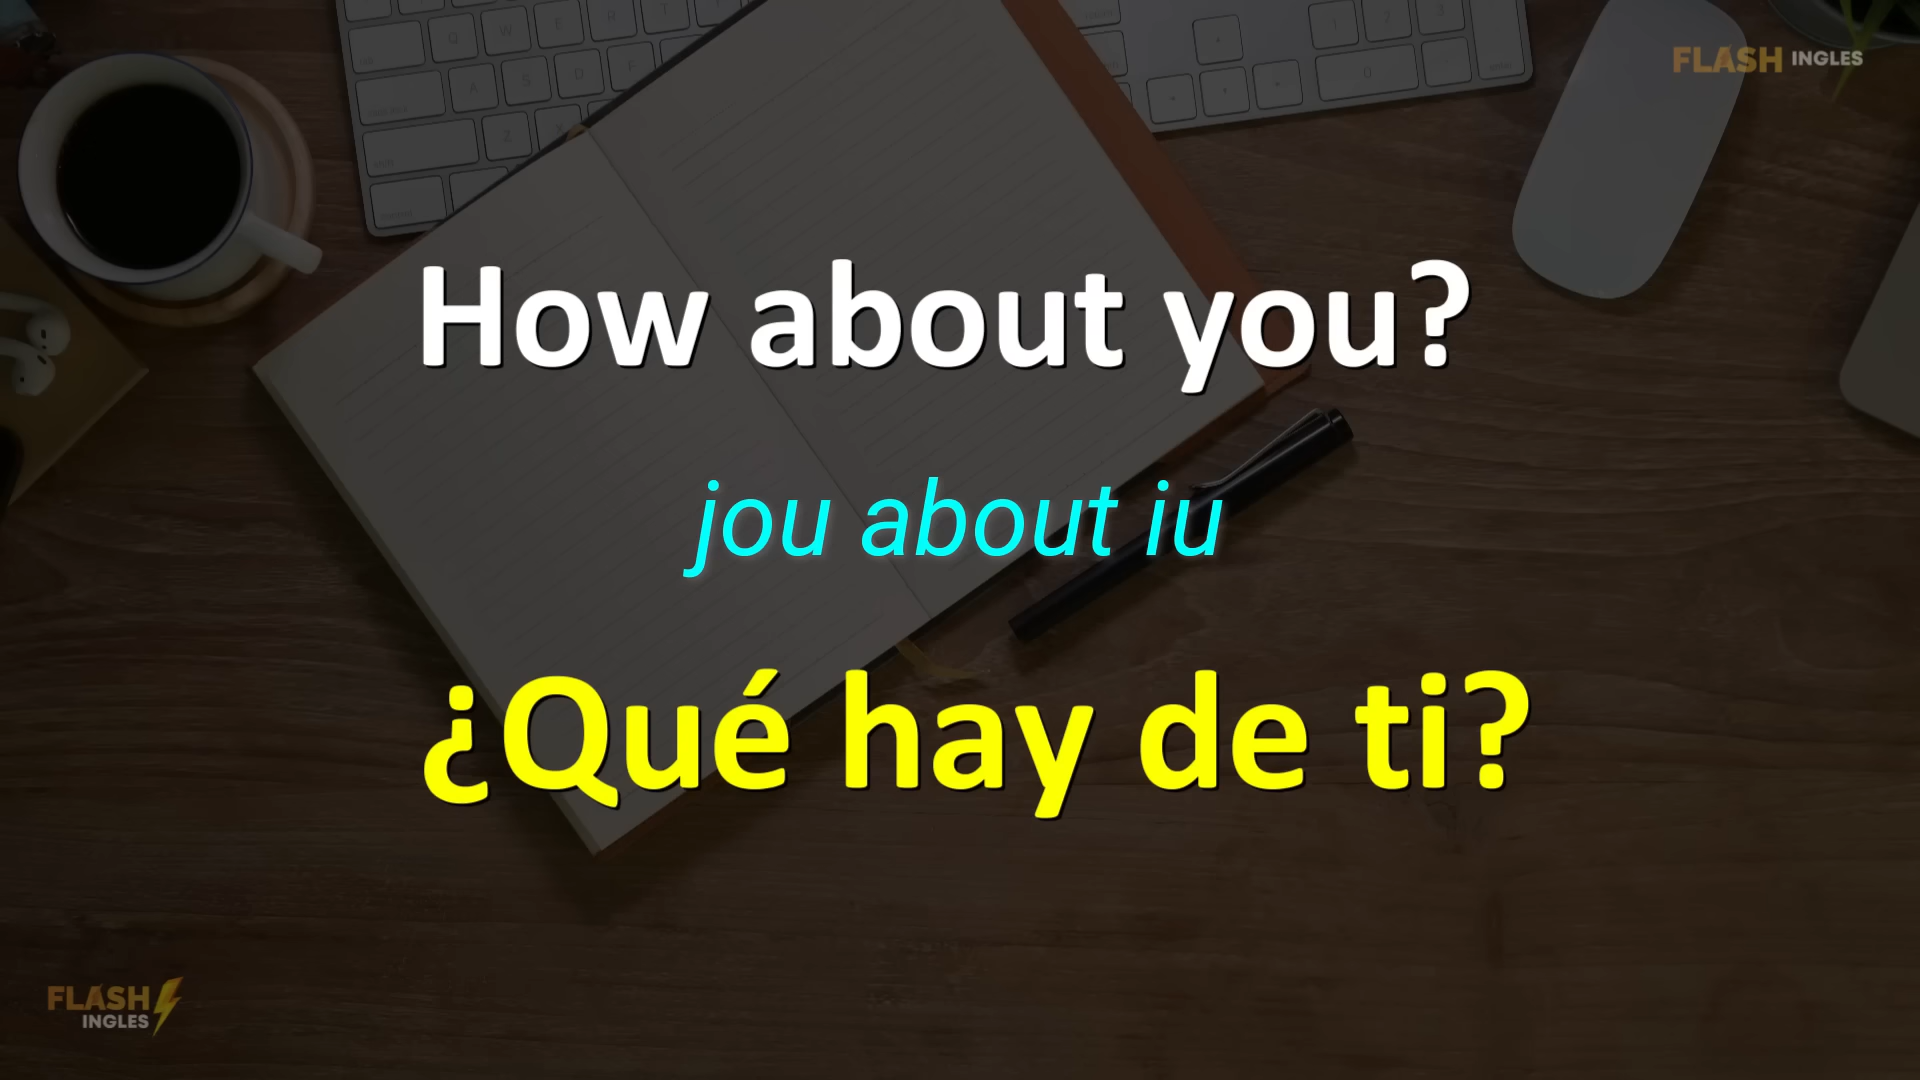 FLASH INGLES
How about you?
jou about iu
¿Qué hay de ti?
FLASH
INGLES